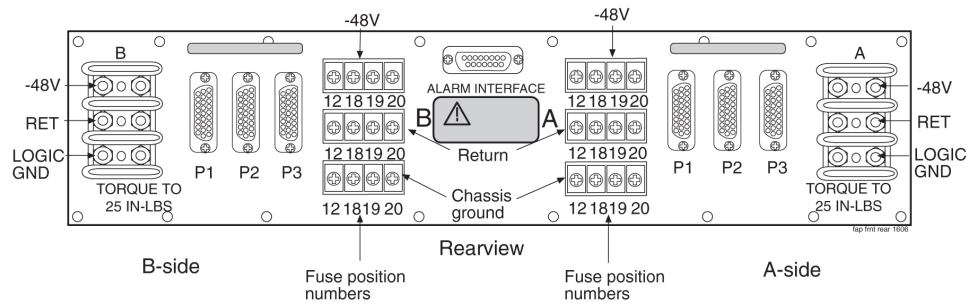 -48V
-48V
B
A
-48V
-48V
ALARM INTERFACE
12 18 19 20
12 18 19 20
RET
B
A
RET
12 18 19 20
Return
12 18 19 20
LOGIC
GND
P1
P2
P3
P1
P2
P3
LOGIC
GND
TORQUE TO
25 IN-LBS
Chassis
ground
TORQUE TO
25 IN-LBS
12 18 19 20
12 18 19 20
fap fmt rear 1606
Rearview
B-side
A-side
Fuse position
numbers
Fuse position
numbers